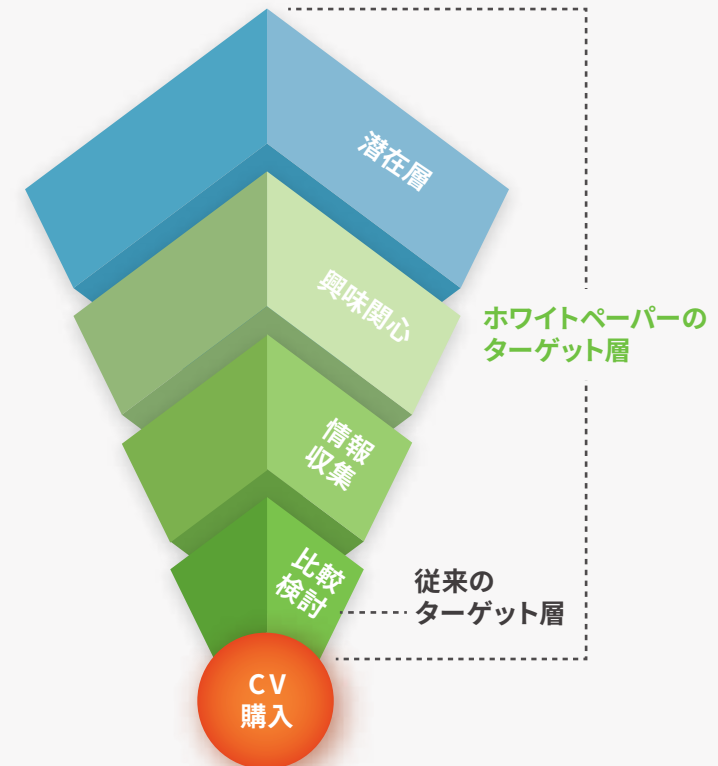 潜在層
興味関心
ホワイトペーパーの
ターゲット層
情報
収集
比較
検討
従来の
ターゲット層
CV
購入